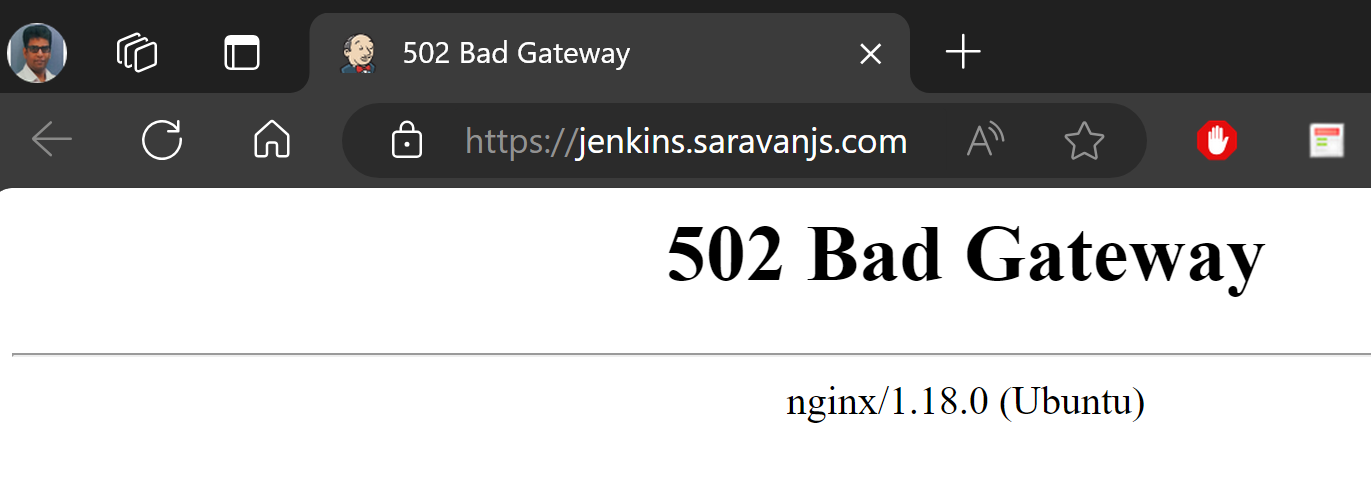 502 Bad Gateway
https://jenkins.saravanjs.com
502 Bad Gateway
nginx/1.18.0 (Ubuntu)